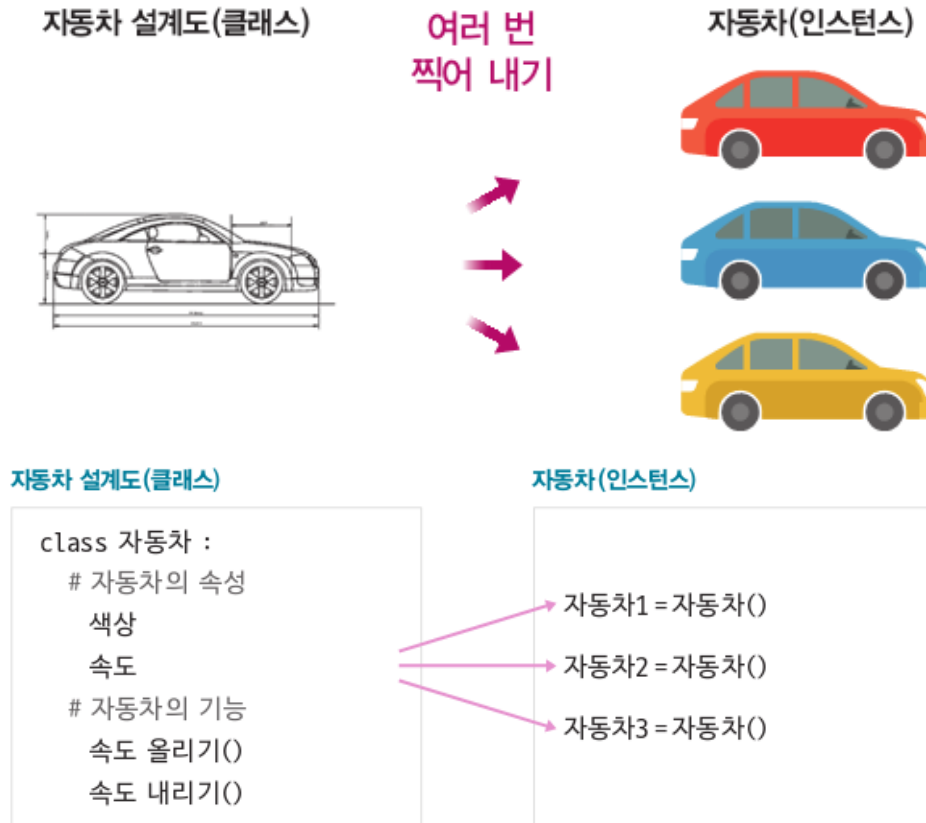 자동차 설계도(클래스)
여러 번
찍어 내기
자동차(인스턴스)
자동차 설계도(클래스)
class 자동차 :
# 자동차의 속성
색상
속도
# 자동차의 기능
속도 올리기()
속도 내리기()
자동차(인스턴스)
자동차1 = 자동차()
자동차2 = 자동차()
자동차3 = 자동차()